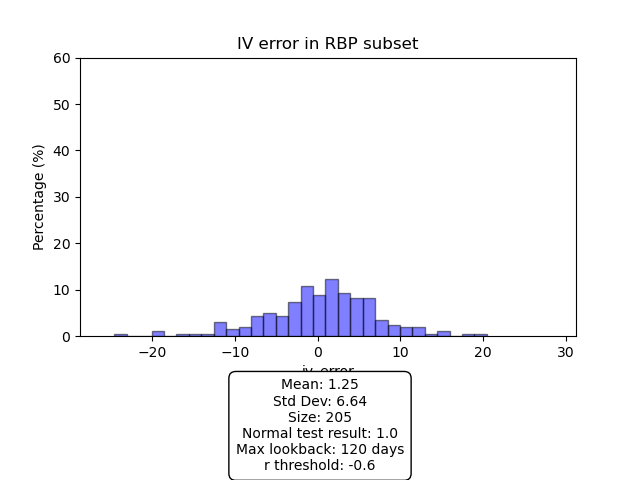 IV error in RBP subset
60
50
40
30
20
10
0
Percentage (%)
−20
−10
0
10
20
30
iv_error
Mean: 1.25
Std Dev: 6.64
Size: 205
Normal test result: 1.0
Max lookback: 120 days
r threshold: -0.6